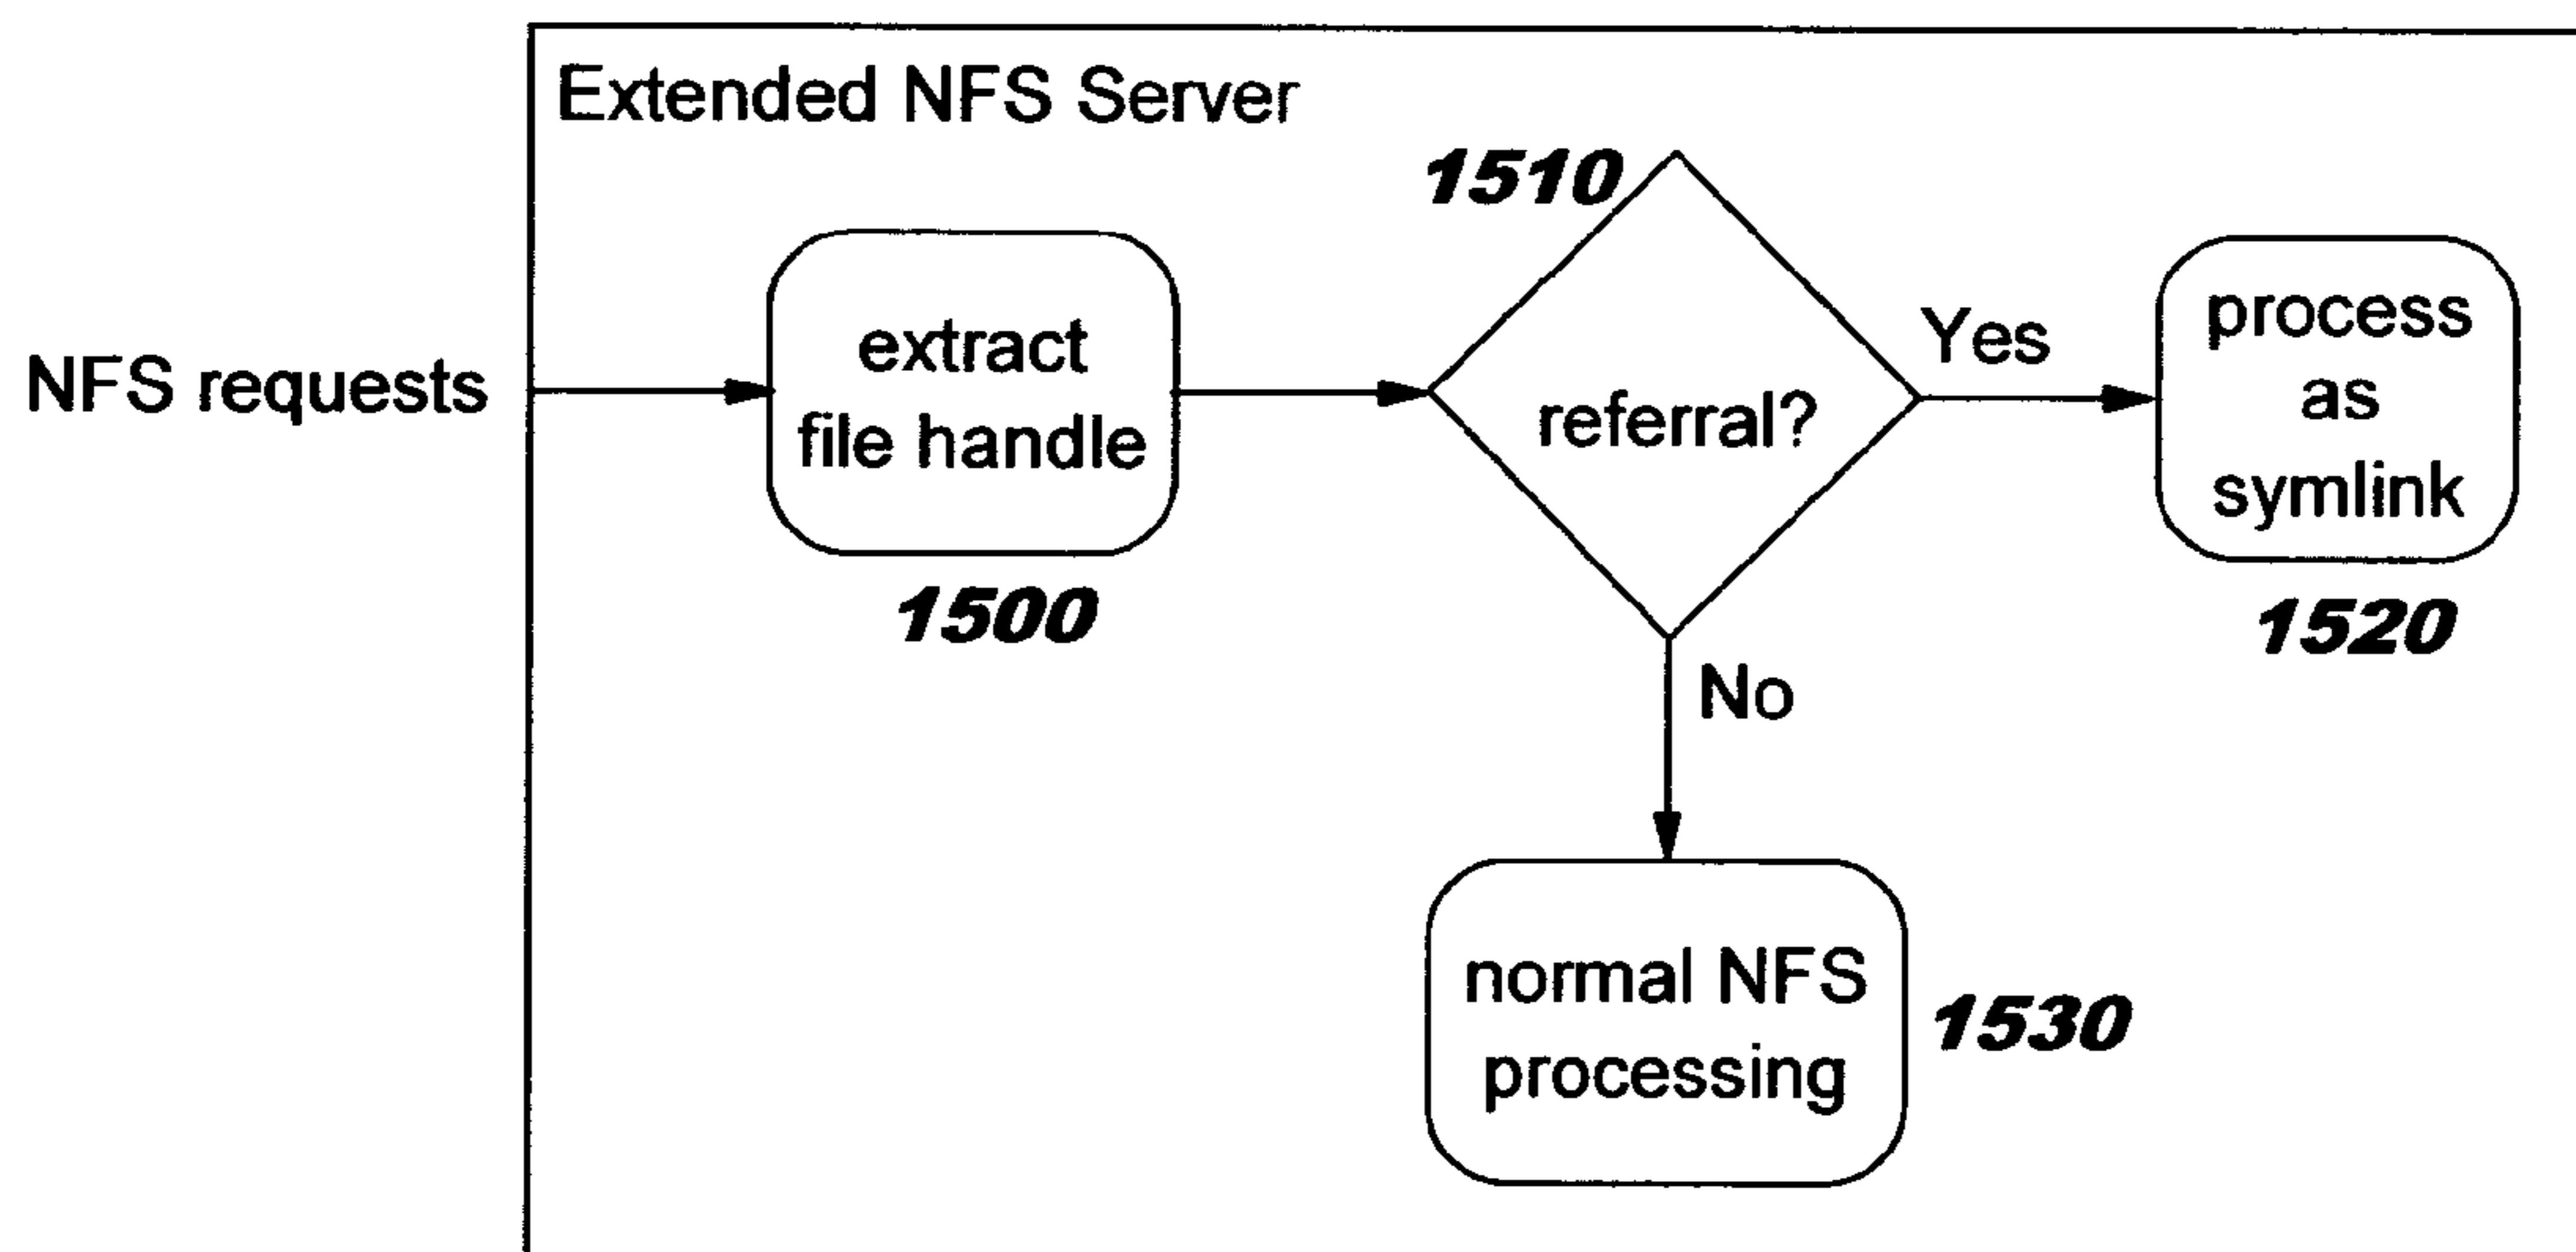 Extended NFS Server
1510
NFS requests
extract
file handle
1500
referral?
Yes
process
as
symlink
1520
No
normal NFS
processing
1530